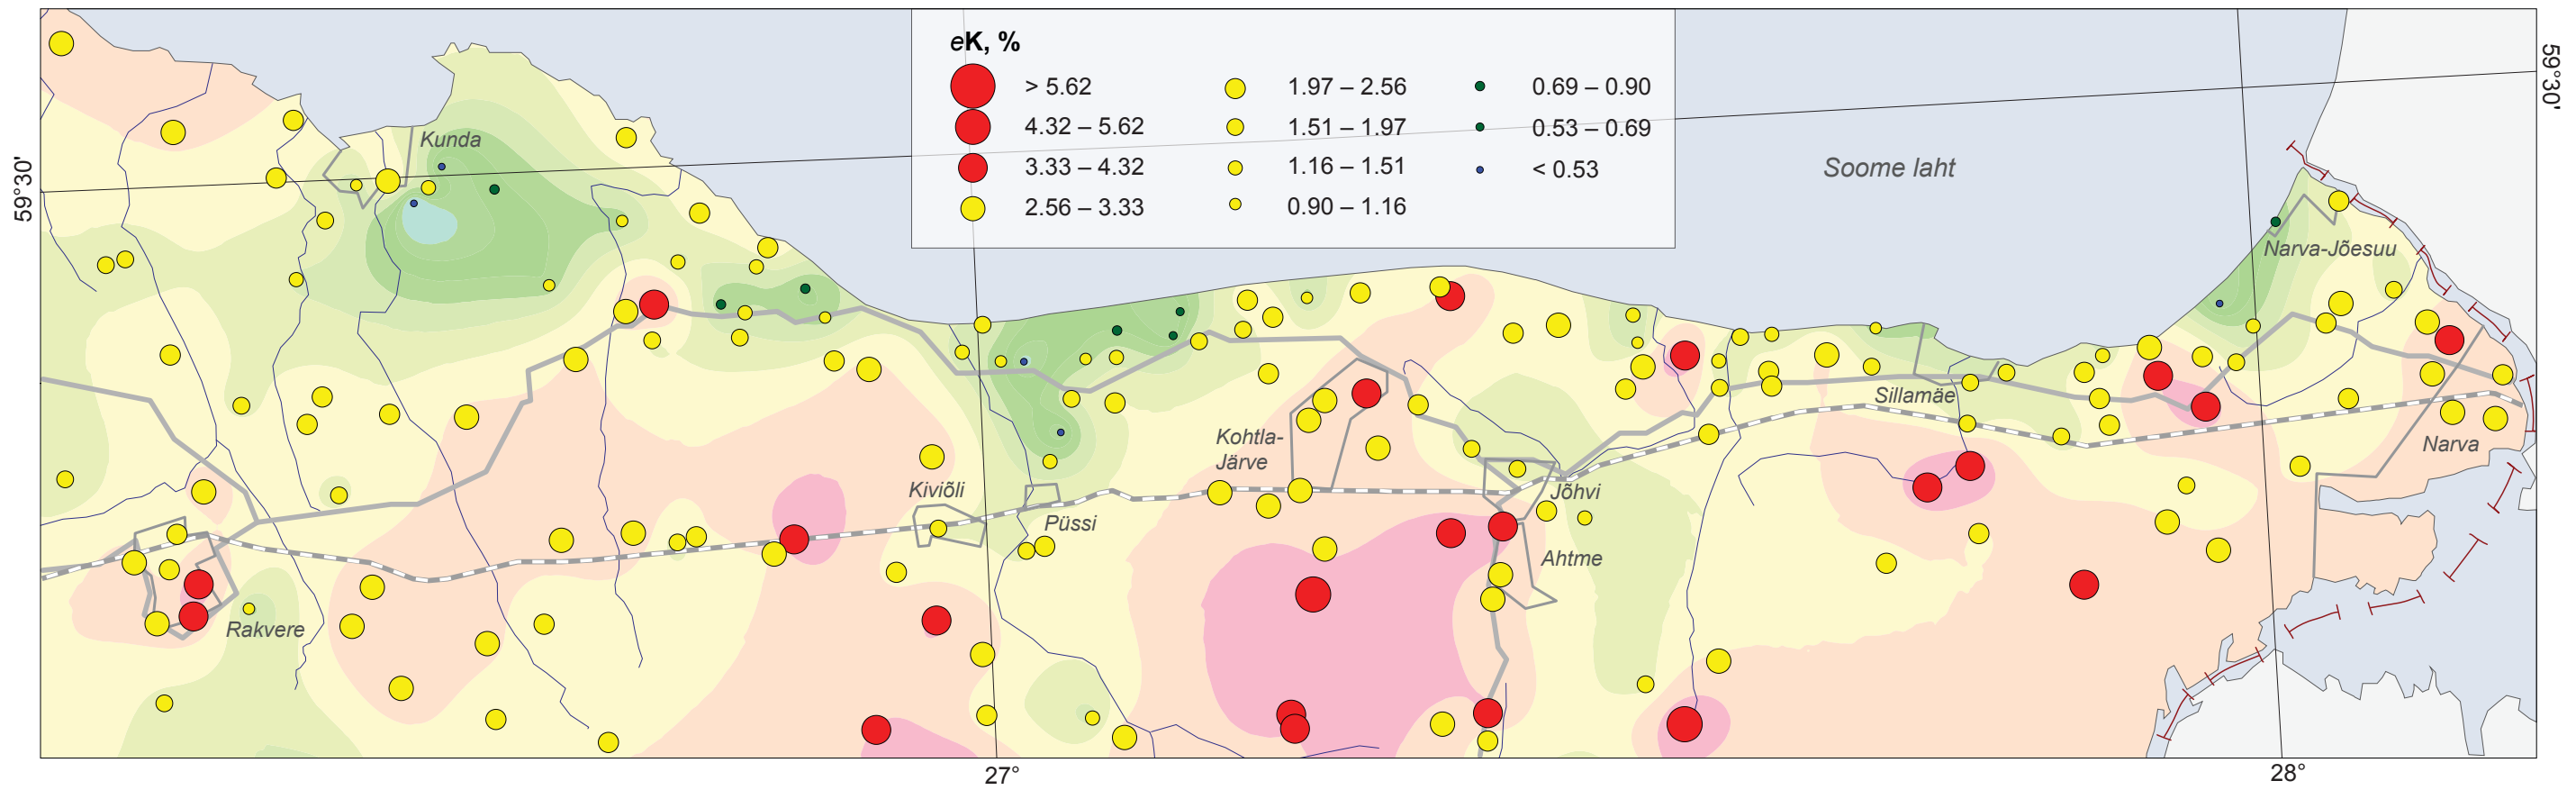 eK, %
> 5.62
4.32 – 5.62
3.33 – 4.32
2.56 – 3.33
1.97 – 2.56
1.51 – 1.97
1.16 – 1.51
0.90 – 1.16
0.69 – 0.90
0.53 – 0.69
< 0.53
59°30'
59°30'
Kunda
Soome laht
Narva-Jõesuu
Sillamäe
Kohtla-
Järve
Narva
Kiviõli
Jõhvi
Püssi
Ahtme
Rakvere
27°
28°